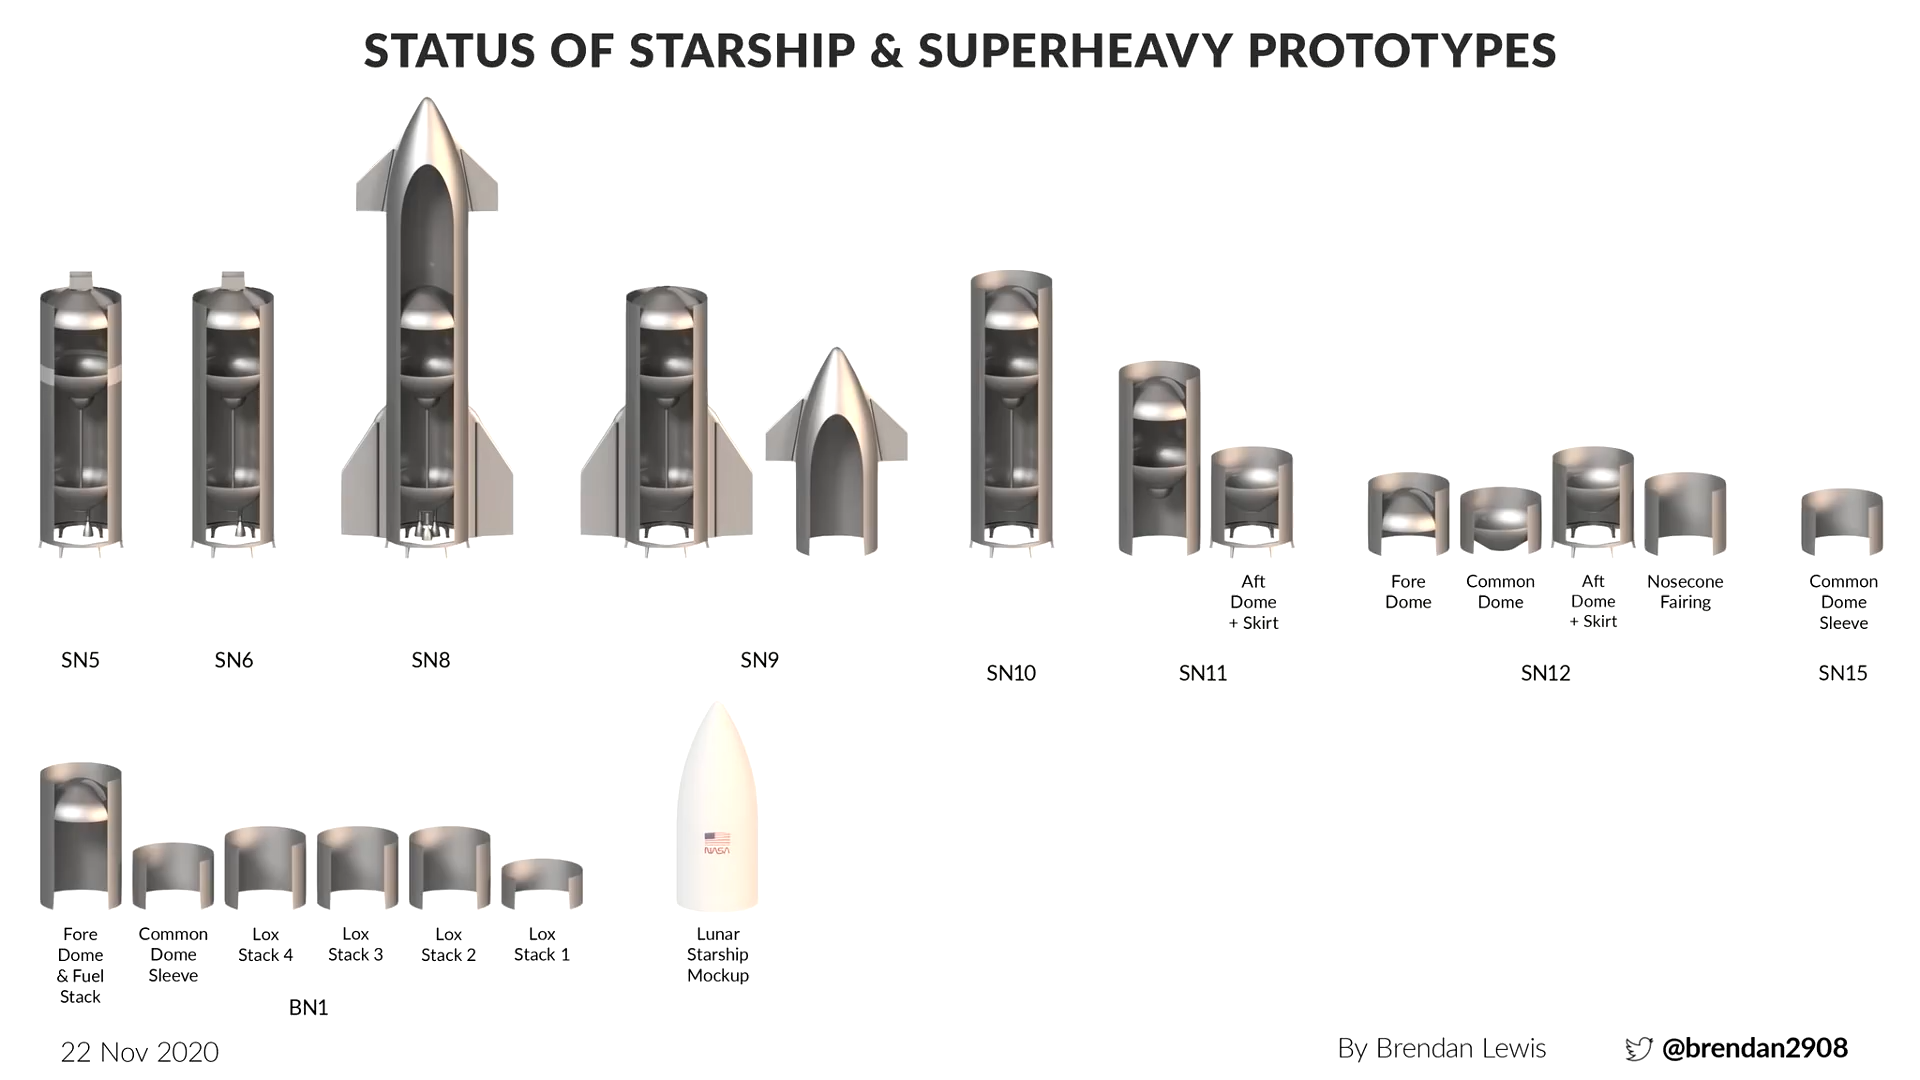 STATUS OF STARSHIP & SUPERHEAVY PROTOTYPES
Aft
Dome
+ Skirt
Fore
Dome
Common
Dome
Aft
Dome
+ Skirt
Nosecone
Fairing
Common
Dome
Sleeve
SN5
SN6
SN8
SN9
SN10
SN11
SN12
SN15
NASA
Fore
Dome
& Fuel
Stack
Common
Dome
Sleeve
Lox
Stack 4
Lox
Stack 3
Lox
Stack 2
Lox
Stack 1
Lunar
Starship
Mockup
BN1
22 Nov 2020
By Brendan Lewis
@brendan2908